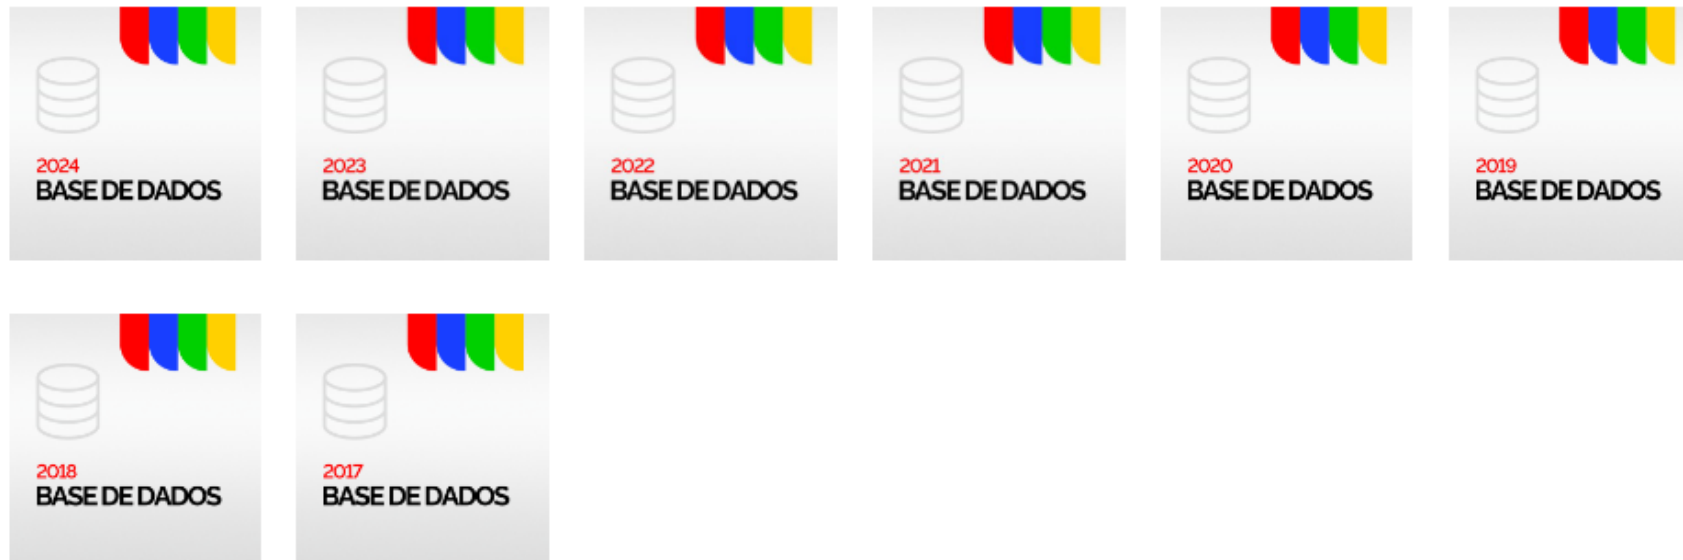 2024
BASE DE DADOS
2023
BASE DE DADOS
2022
BASE DE DADOS
2021
BASE DE DADOS
2020
BASE DE DADOS
2019
BASE DE DADOS
2018
BASE DE DADOS
2017
BASE DE DADOS